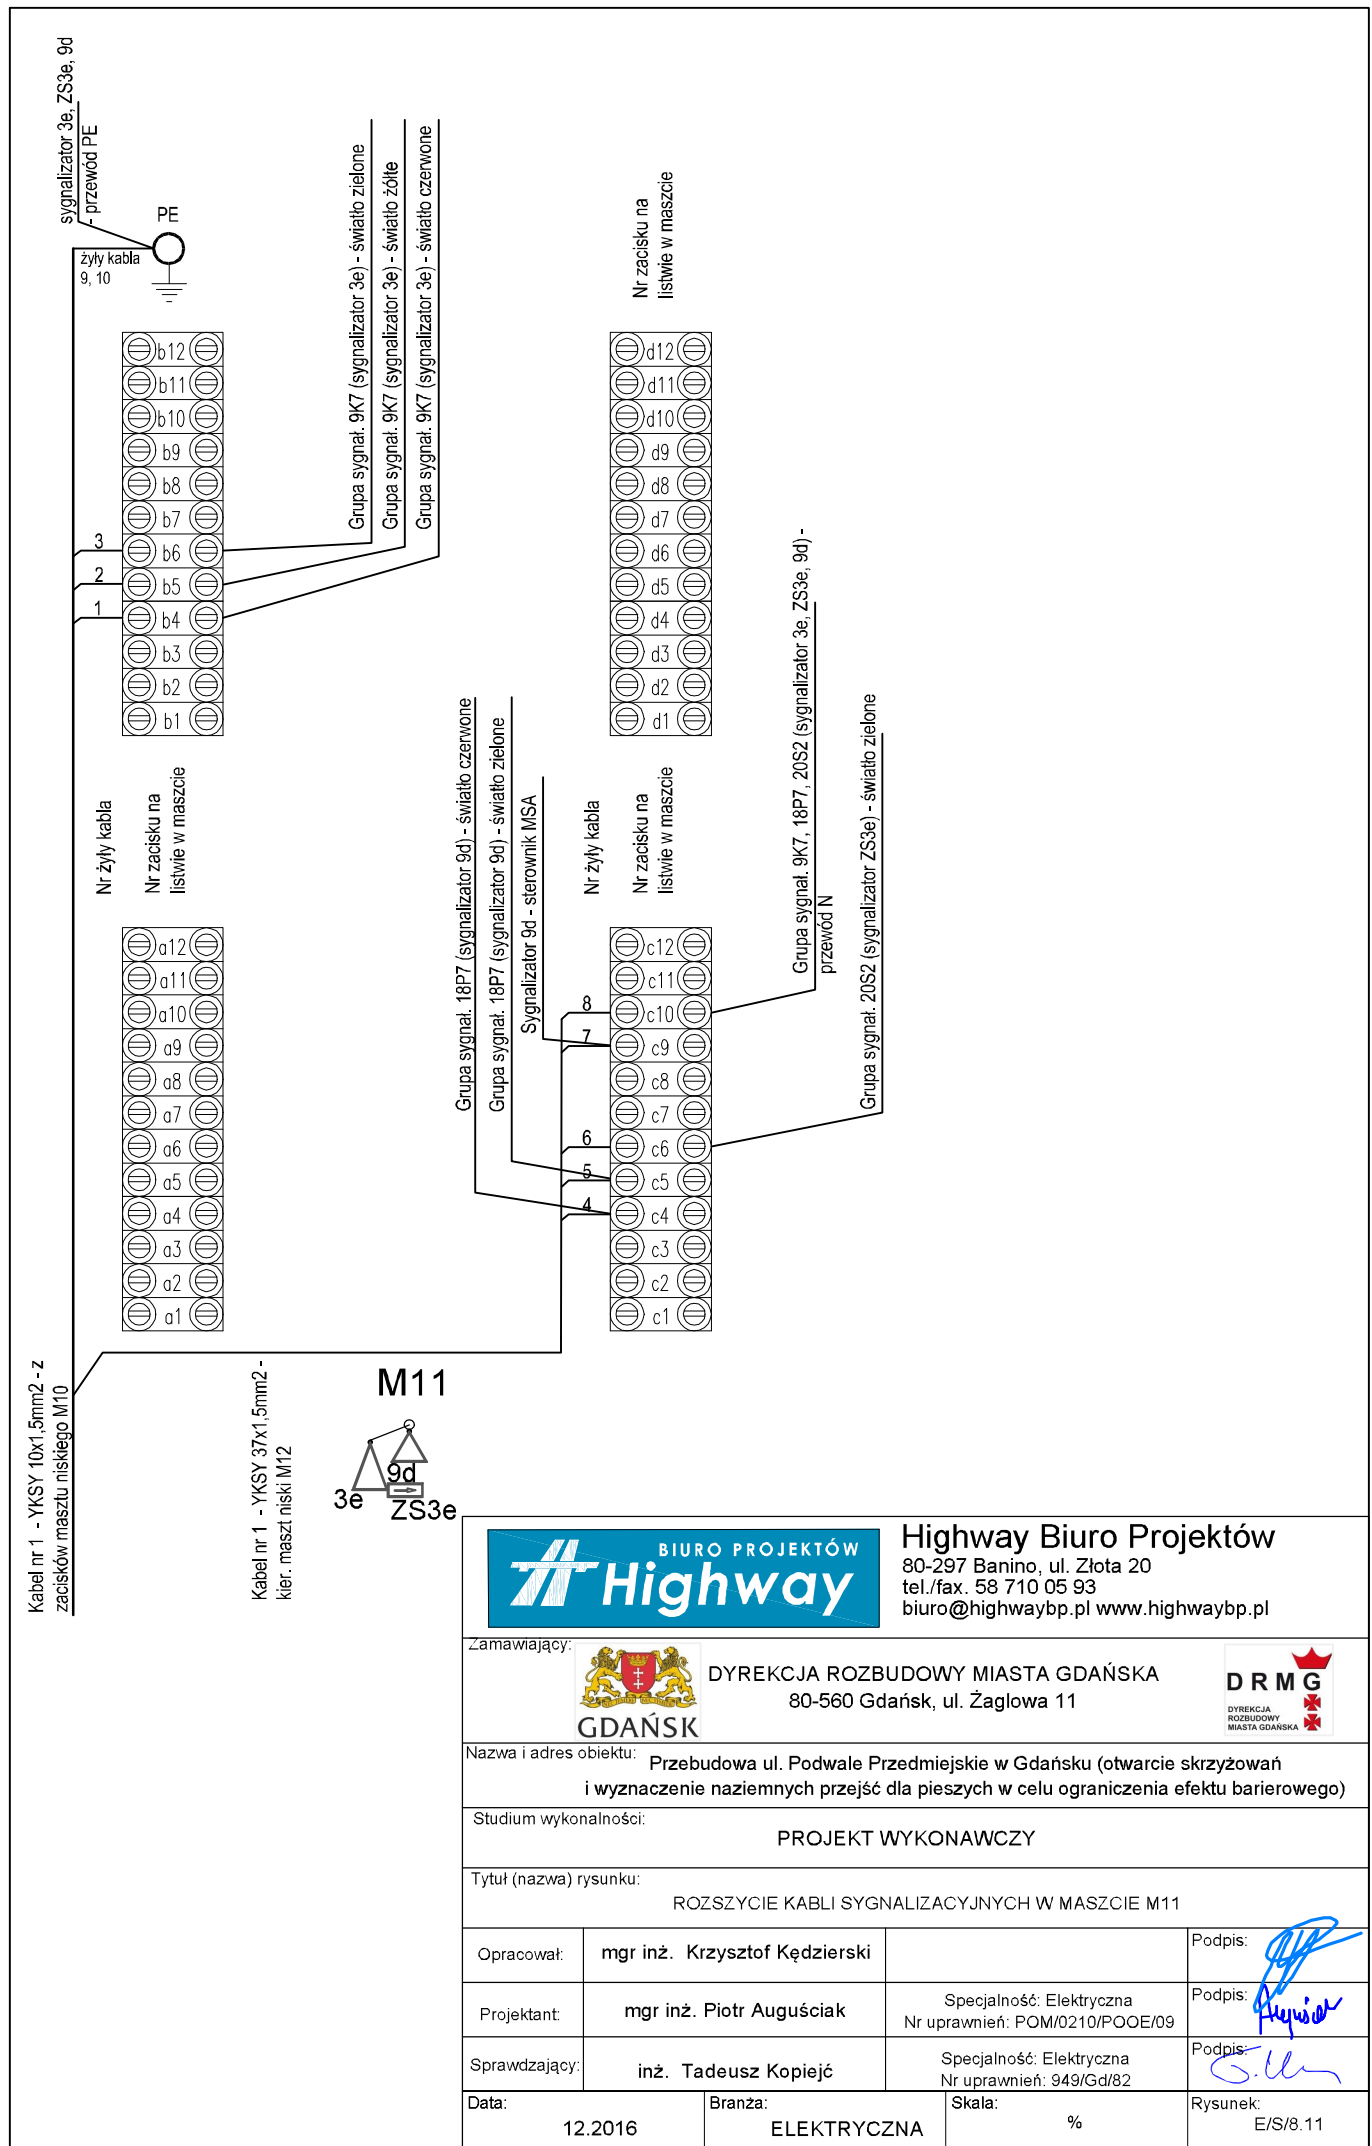 sygnalizator 3e, ZS3e, 9d
- przewód PE
PE
żyły kabla
9, 10
Grupa sygnał. 9K7 (sygnalizator 3e) - światło zielone
Grupa sygnał. 9K7 (sygnalizator 3e) - światło żółte
Grupa sygnał. 9K7 (sygnalizator 3e) - światło czerwone
Nr zacisku na
listwie w maszcie
b12
b11
b10
b9
b8
b7
b6
b5
b4
b3
b2
b1
3
2
1
d12
d11
d10
d9
d8
d7
d6
d5
d4
d3
d2
d1
Nr żyły kabla
Nr zacisku na
listwie w maszcie
Grupa sygnał. 18P7 (sygnalizator 9d) - światło czerwone
Grupa sygnał. 18P7 (sygnalizator 9d) - światło zielone
Sygnalizator 9d - sterownik MSA
Nr żyły kabla
Nr zacisku na
listwie w maszcie
Grupa sygnał. 9K7, 18P7, 20S2 (sygnalizator 3e, ZS3e, 9d) -
przewód N
Grupa sygnał. 20S2 (sygnalizator ZS3e) - światło zielone
a12
a11
a10
a9
a8
a7
a6
a5
a4
a3
a2
a1
8
7
6
5
4
c12
c11
c10
c9
c8
c7
c6
c5
c4
c3
c2
c1
Kabel nr 1 - YKSY 10x1,5mm2 - z
zacisków masztu niskiego M10
Kabel nr 1 - YKSY 37x1,5mm2 -
kier. maszt niski M12
M11
9d
3e
ZS3e
BIURO PROJEKTÓW
Highway
Highway Biuro Projektów
80-297 Banino, ul. Złota 20
tel./fax. 58 710 05 93
biuro@highwaybp.pl www.highwaybp.pl
Zamawiający:
GDAŃSK
DYREKCJA ROZBUDOWY MIASTA GDAŃSKA
80-560 Gdańsk, ul. Żaglowa 11
DRMG
DYREKCJA
ROZBUDOWY
MIASTA GDAŃSKA
Nazwa i adres obiektu:
Przebudowa ul. Podwale Przedmiejskie w Gdańsku (otwarcie skrzyżowań
i wyznaczenie naziemnych przejść dla pieszych w celu ograniczenia efektu barierowego)
Studium wykonalności:
PROJEKT WYKONAWCZY
Tytuł (nazwa) rysunku:
ROZSZYCIE KABLI SYGNALIZACYJNYCH W MASZCIE M11
Opracował:
mgr inż. Krzysztof Kędzierski
Podpis:
Projektant:
mgr inż. Piotr Auguściak
Specjalność: Elektryczna
Nr uprawnień: POM/0210/POOE/09
Podpis:
Sprawdzający:
inż. Tadeusz Kopiejć
Specjalność: Elektryczna
Nr uprawnień: 949/Gd/82
Podpis:
Data:
12.2016
Branża:
ELEKTRYCZNA
Skala:
%
Rysunek:
E/S/8.11